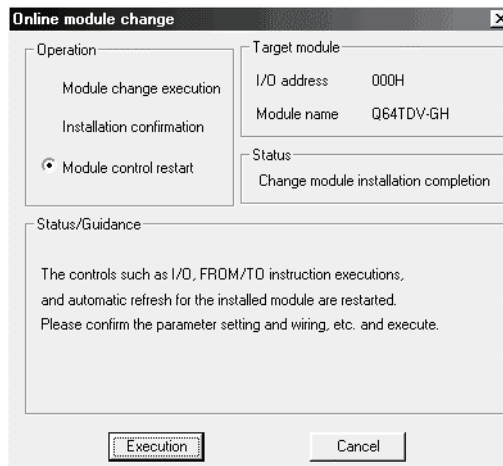 Online module change
Operation
Module change execution
Installation confirmation
Module control restart
Target module
I/O address 000H
Module name Q64TDV-GH
Status
Change module installation completion
Status/Guidance
The controls such as I/O, FROM/TO instruction executions,
and automatic refresh for the installed module are restarted.
Please confirm the parameter setting and wiring, etc. and execute.
Execution
Cancel